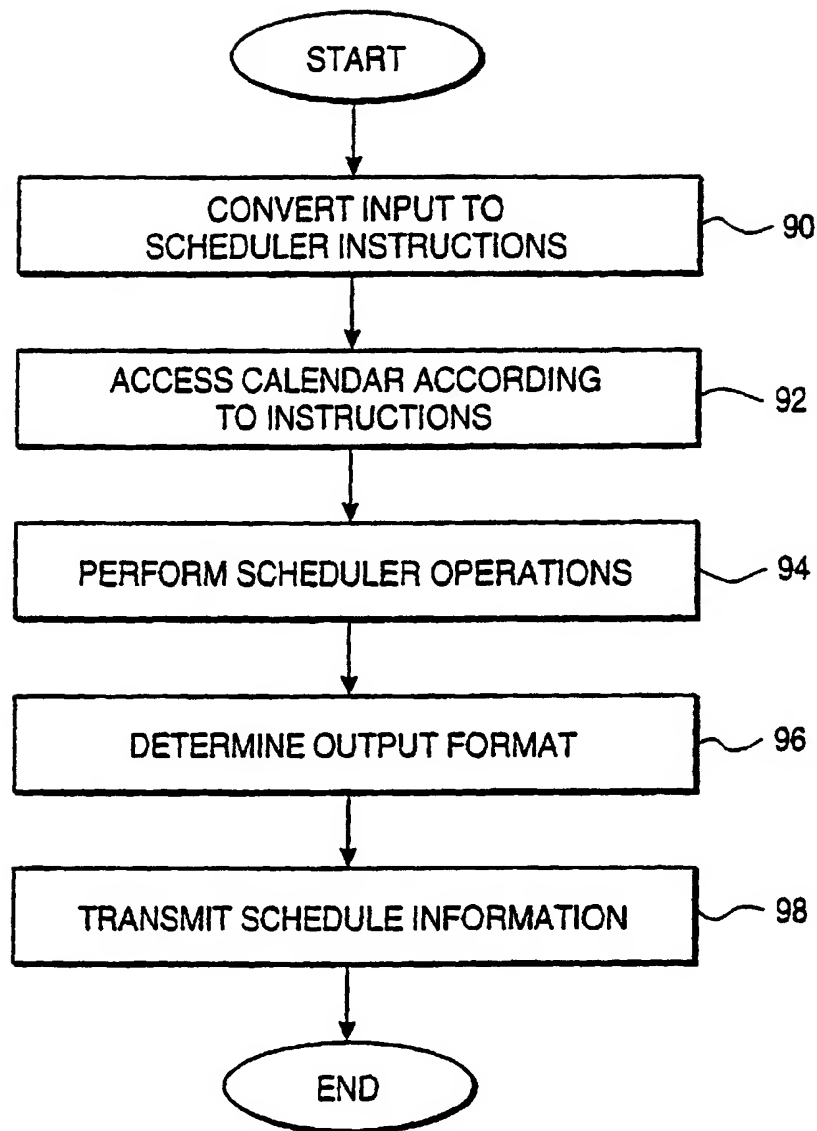 START
CONVERT INPUT TO
SCHEDULER INSTRUCTIONS
90
ACCESS CALENDAR ACCORDING
TO INSTRUCTIONS
92
PERFORM SCHEDULER OPERATIONS
94
DETERMINE OUTPUT FORMAT
96
TRANSMIT SCHEDULE INFORMATION
98
END